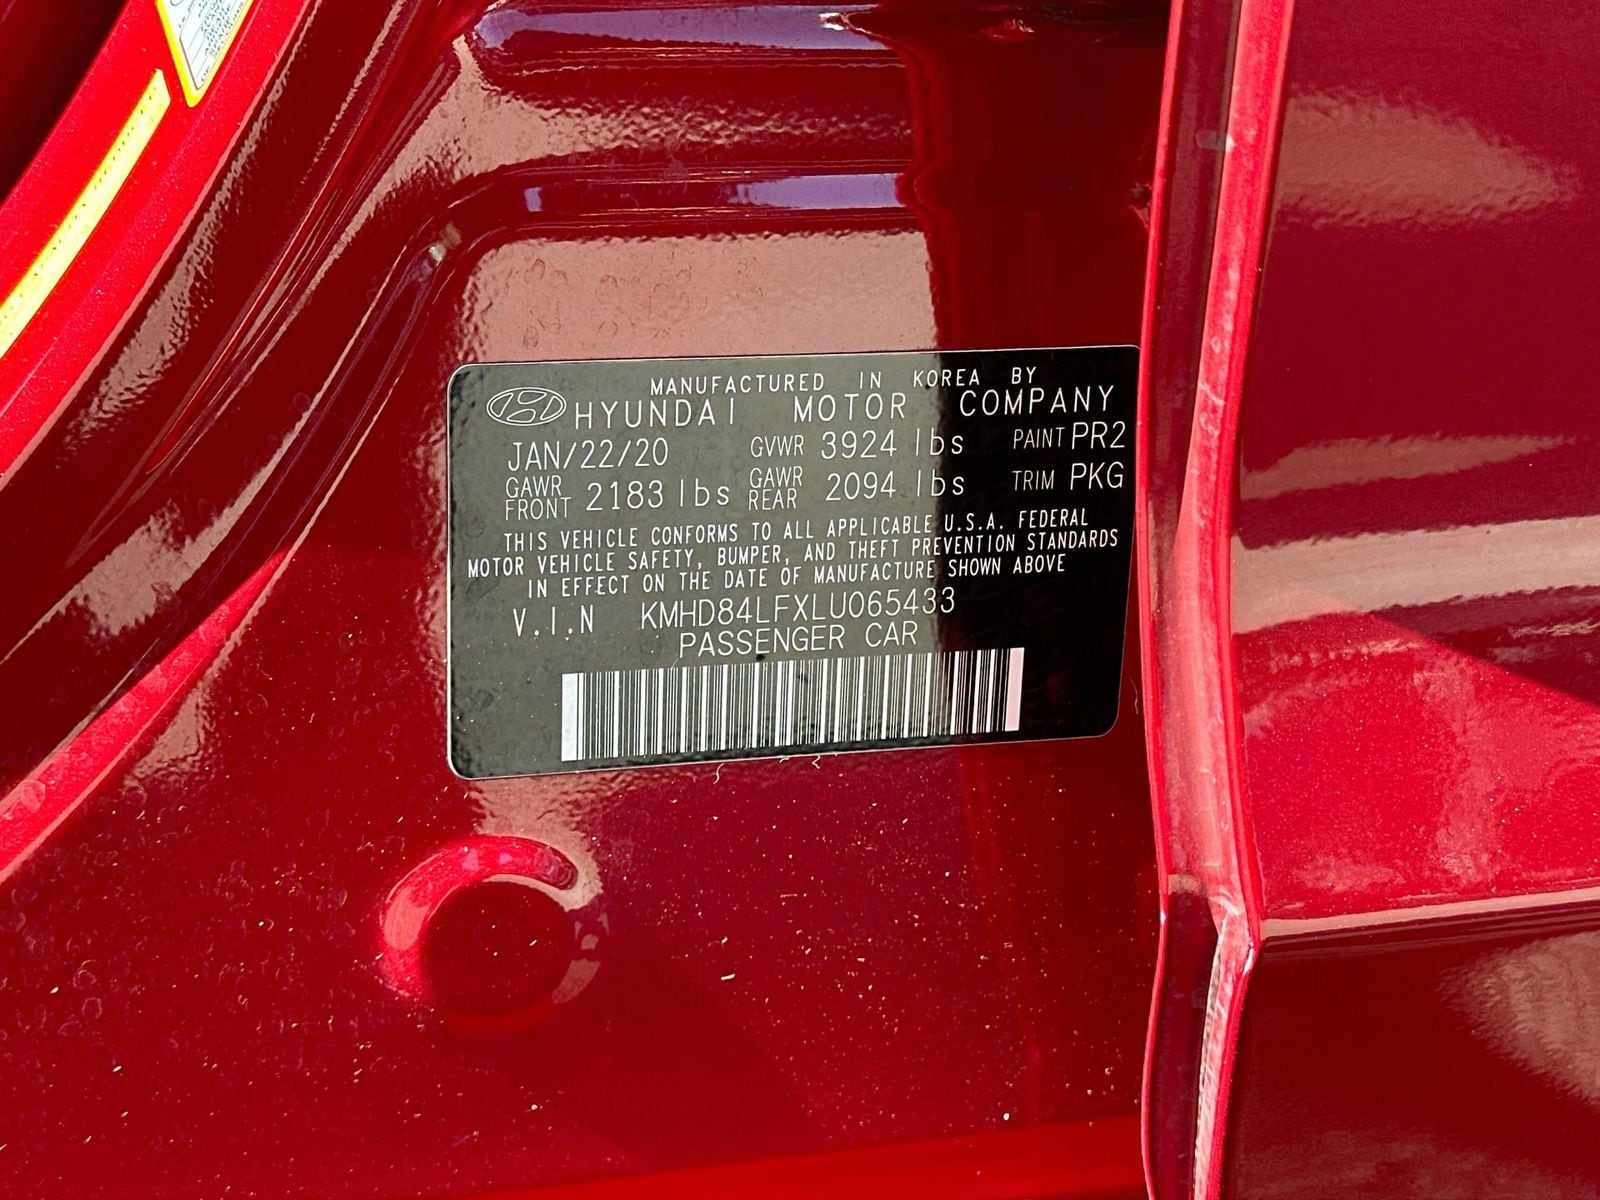 MANUFACTURED IN KOREA BY
HYUNDAI MOTOR COMPANY
JAN/22/20 GVWR 3924 lbs PAINT PR2
GAWR FRONT 2183 lbs GAWR REAR 2094 lbs TRIM PKG
THIS VEHICLE CONFORMS TO ALL APPLICABLE U.S.A. FEDERAL
MOTOR VEHICLE SAFETY, BUMPER, AND THEFT PREVENTION STANDARDS
IN EFFECT ON THE DATE OF MANUFACTURE SHOWN ABOVE
V.I.N KMHD84LFXLU065433
PASSENGER CAR